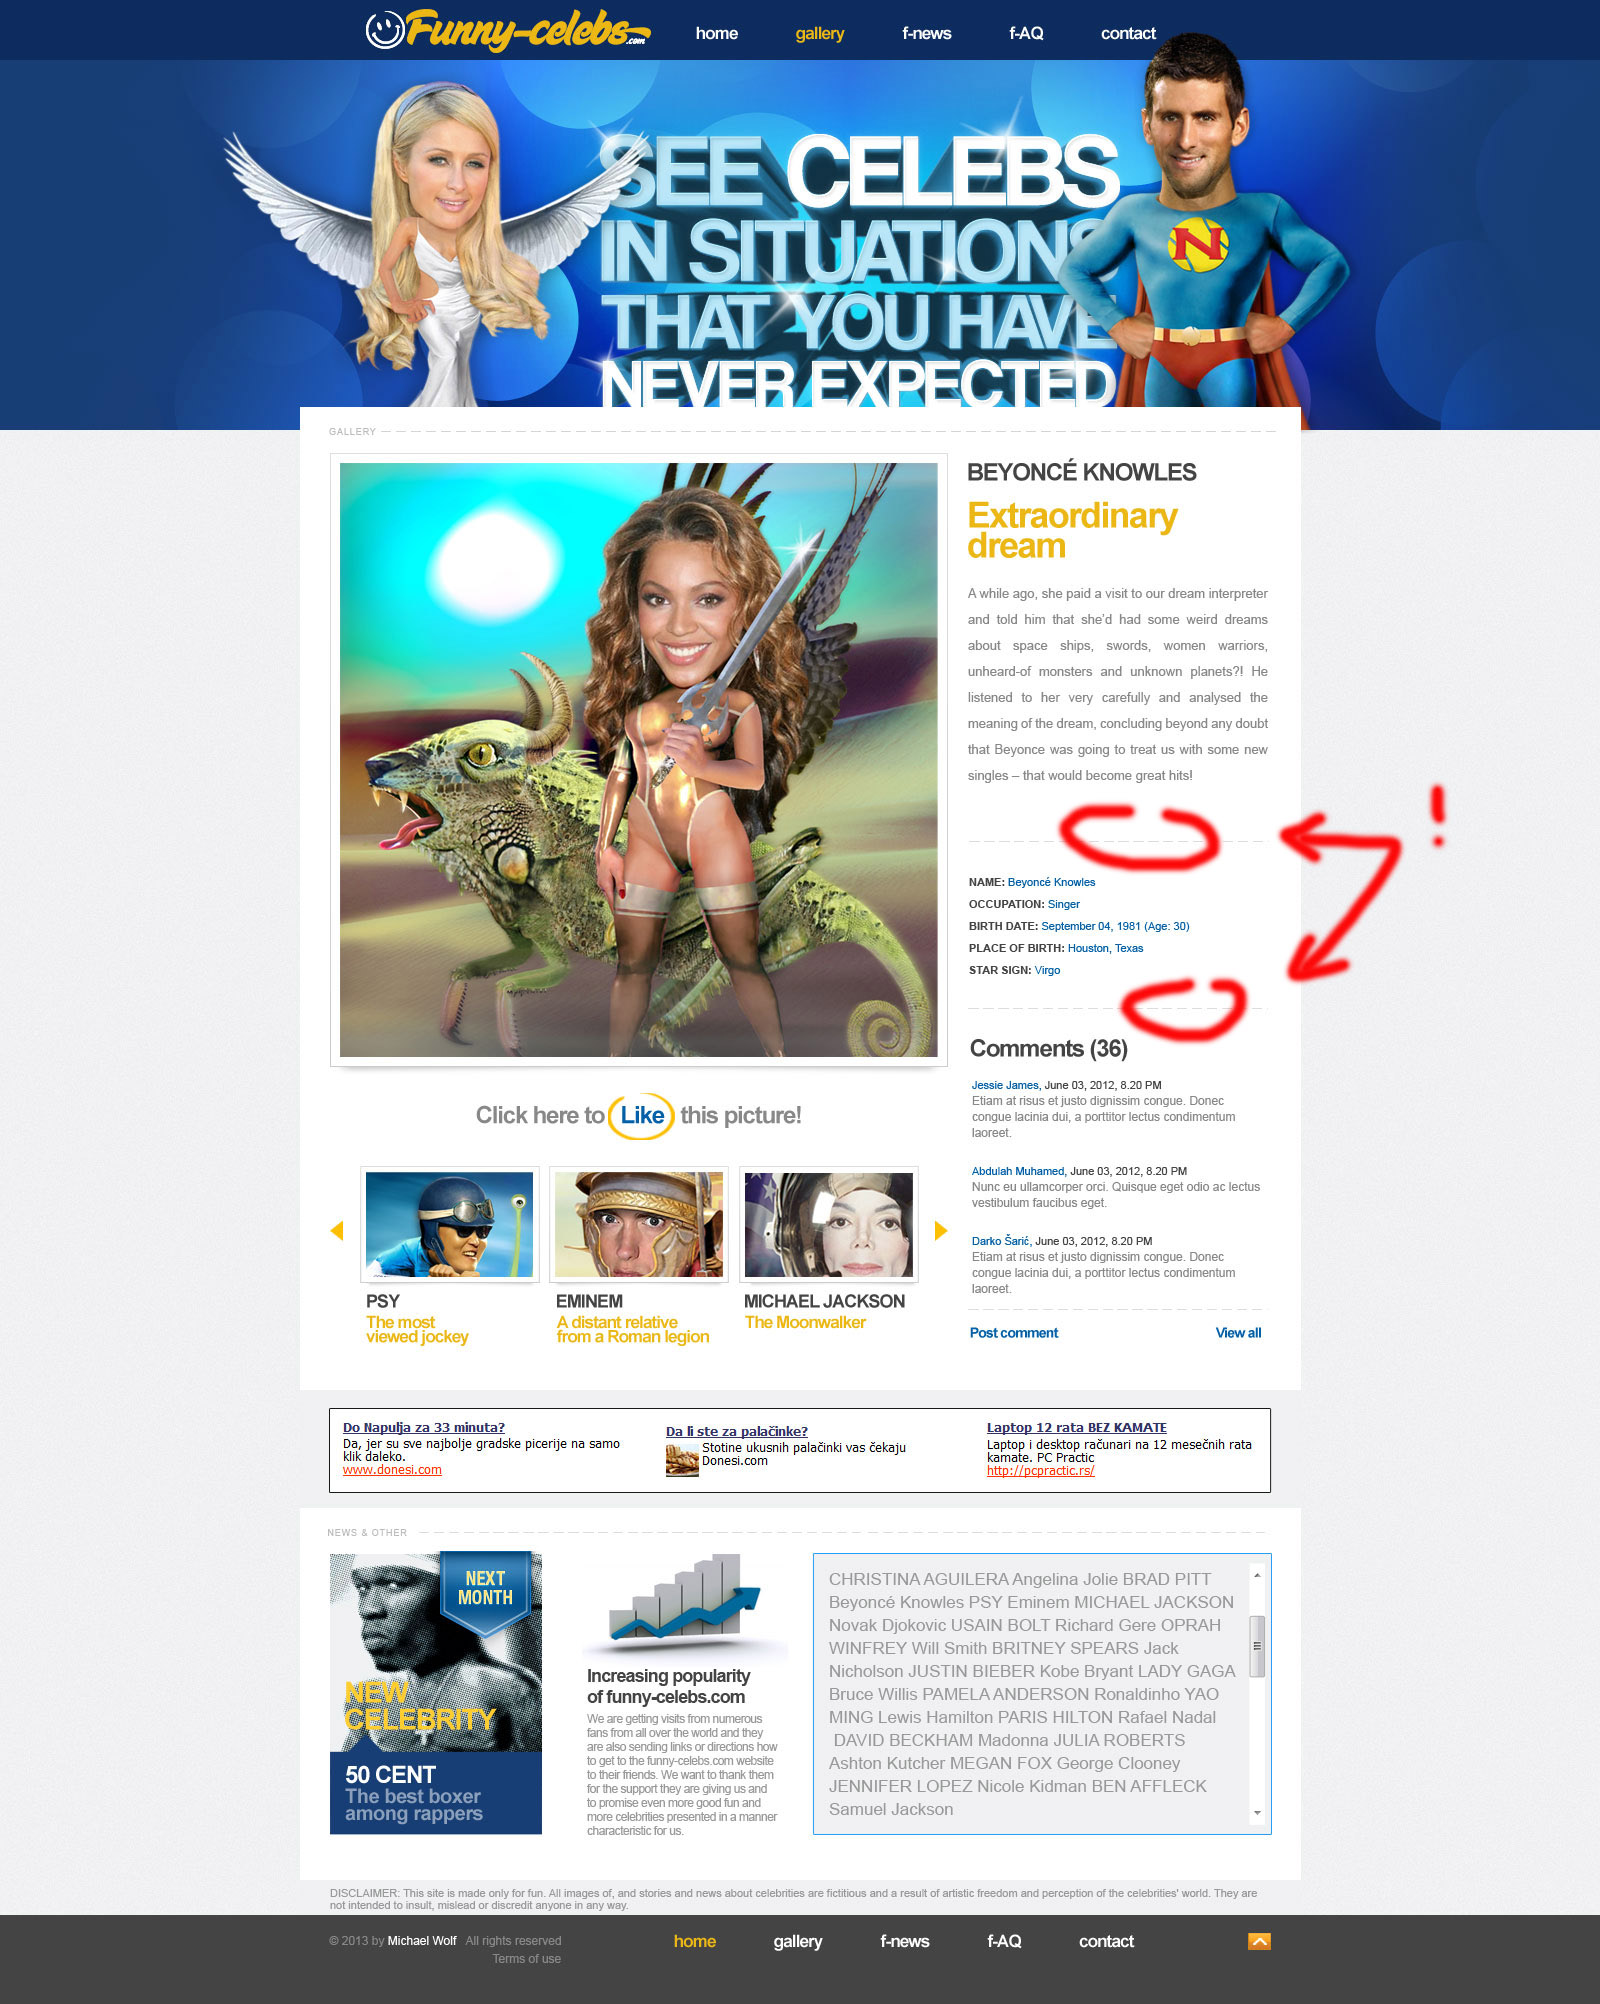 Funny-celebs.com
home gallery f-news f-AQ contact
SEE CELEBS
IN SITUATIONS
THAT YOU HAVE
NEVER EXPECTED
N
GALLERY
BEYONCÉ KNOWLES
Extraordinary
dream
A while ago, she paid a visit to our dream interpreter
and told him that she'd had some weird dreams
about space ships, swords, women warriors,
unheard-of monsters and unknown planets?! He
listened to her very carefully and analysed the
meaning of the dream, concluding beyond any doubt
that Beyonce was going to treat us with some new
singles – that would become great hits!
!
NAME: Beyoncé Knowles
OCCUPATION: Singer
BIRTH DATE: September 04, 1981 (Age: 30)
PLACE OF BIRTH: Houston, Texas
STAR SIGN: Virgo
Comments (36)
Jessie James, June 03, 2012, 8.20 PM
Etiam at risus et justo dignissim congue. Donec
congue lacinia dui, a porttitor lectus condimentum
laoreet.
Abdulah Muhamed, June 03, 2012, 8.20 PM
Nunc eu ullamcorper orci. Quisque eget odio ac lectus
vestibulum faucibus eget.
Darko Šarić, June 03, 2012, 8.20 PM
Etiam at risus et justo dignissim congue. Donec
congue lacinia dui, a porttitor lectus condimentum
laoreet.
Post comment View all
Click here to Like this picture!
PSY
The most
viewed jockey
EMINEM
A distant relative
from a Roman legion
MICHAEL JACKSON
The Moonwalker
Do Napulja za 33 minuta?
Da, jer su sve najbolje gradske picerije na samo
klik daleko.
www.donesi.com
Da li ste za palačinke?
Stotine ukusnih palačinki vas čekaju
Donesi.com
Laptop 12 rata BEZ KAMATE
Laptop i desktop računari na 12 mesečnih rata
kamate. PC Practic
http://pcpractic.rs/
NEWS & OTHER
NEXT
MONTH
NEW
CELEBRITY
50 CENT
The best boxer
among rappers
Increasing popularity
of funny-celebs.com
We are getting visits from numerous
fans from all over the world and they
are also sending links or directions how
to get to the funny-celebs.com website
to their friends. We want to thank them
for the support they are giving us and
to promise even more good fun and
more celebrities presented in a manner
characteristic for us.
CHRISTINA AGUILERA Angelina Jolie BRAD PITT
Beyoncé Knowles PSY Eminem MICHAEL JACKSON
Novak Djokovic USAIN BOLT Richard Gere OPRAH
WINFREY Will Smith BRITNEY SPEARS Jack
Nicholson JUSTIN BIEBER Kobe Bryant LADY GAGA
Bruce Willis PAMELA ANDERSON Ronaldinho YAO
MING Lewis Hamilton PARIS HILTON Rafael Nadal
DAVID BECKHAM Madonna JULIA ROBERTS
Ashton Kutcher MEGAN FOX George Clooney
JENNIFER LOPEZ Nicole Kidman BEN AFFLECK
Samuel Jackson
DISCLAIMER: This site is made only for fun. All images of, and stories and news about celebrities are fictitious and a result of artistic freedom and perception of the celebrities' world. They are
not intended to insult, mislead or discredit anyone in any way.
© 2013 by Michael Wolf All rights reserved
Terms of use
home gallery f-news f-AQ contact